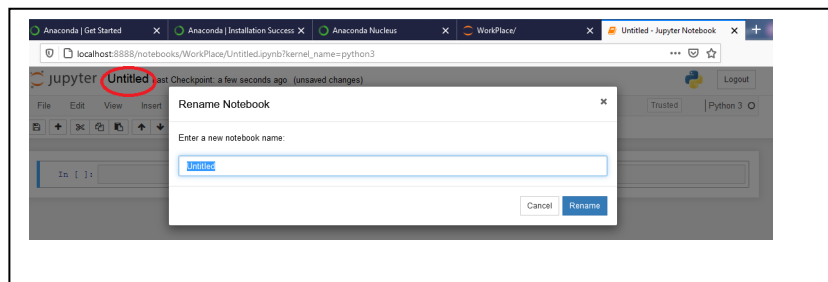 Anaconda | Get Started
Anaconda | Installation Success
Anaconda Nucleus
WorkPlace/
Untitled - Jupyter Notebook
localhost:8888/notebooks/WorkPlace/Untitled.ipynb?kernel_name=python3
jupyter Untitled Last Checkpoint: a few seconds ago (unsaved changes)
Logout
File Edit View Insert
Rename Notebook
Trusted
Python 3
Enter a new notebook name:
Untitled
In [ ]:
Cancel Rename